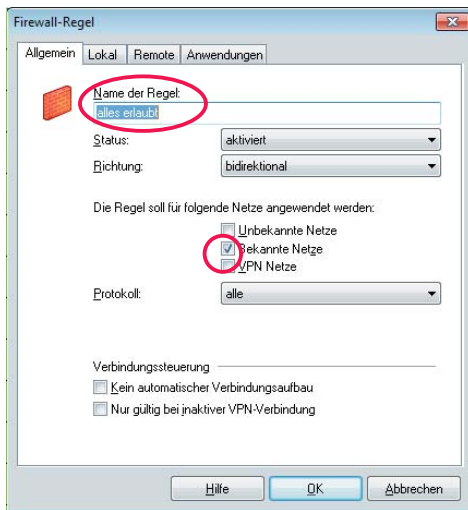 Firewall-Regel
Allgemein Lokal Remote Anwendungen
Name der Regel:
alles erlaubt
Status: aktiviert
Richtung: bidirektional
Die Regel soll für folgende Netze angewendet werden:
Unbekannte Netze
Bekannte Netze
VPN Netze
Protokoll: alle
Verbindungssteuerung
Kein automatischer Verbindungsaufbau
Nur gültig bei inaktiver VPN-Verbindung
Hilfe OK Abbrechen